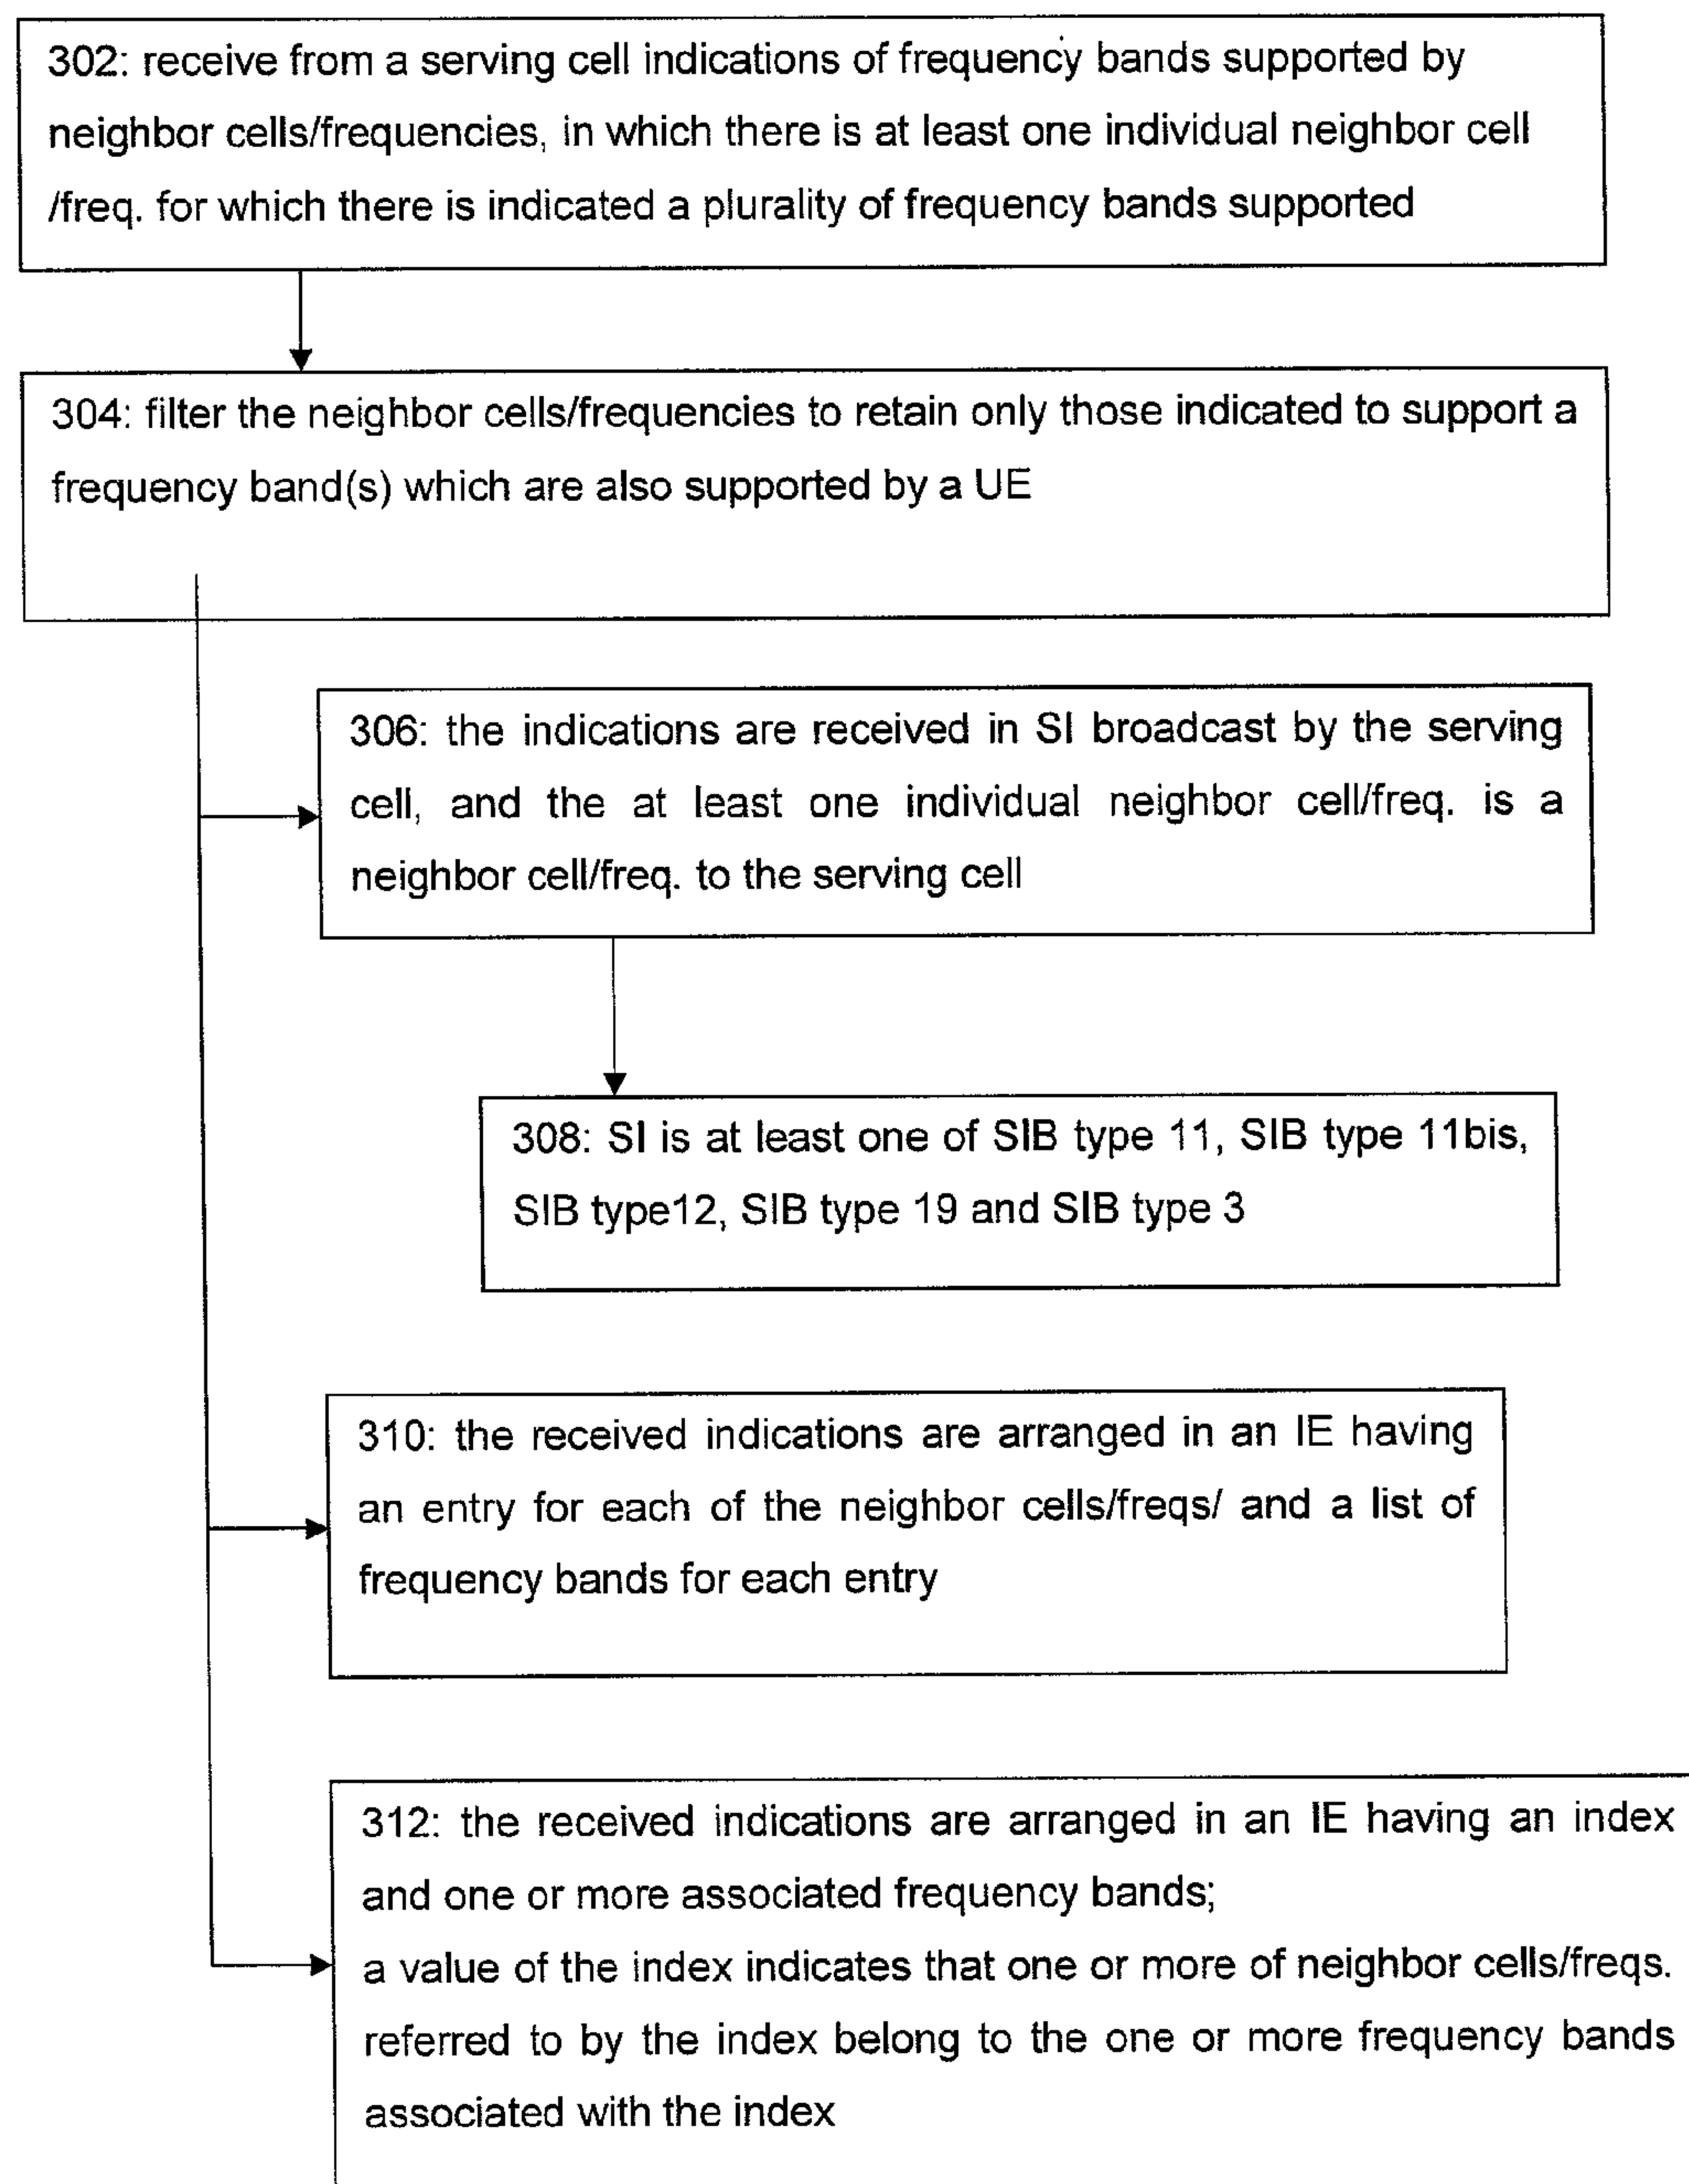 302: receive from a serving cell indications of frequency bands supported by
neighbor cells/frequencies, in which there is at least one individual neighbor cell
/freq. for which there is indicated a plurality of frequency bands supported
304: filter the neighbor cells/frequencies to retain only those indicated to support a
frequency band(s) which are also supported by a UE
306: the indications are received in SI broadcast by the serving
cell, and the at least one individual neighbor cell/freq. is a
neighbor cell/freq. to the serving cell
308: SI is at least one of SIB type 11, SIB type 11bis,
SIB type12, SIB type 19 and SIB type 3
310: the received indications are arranged in an IE having
an entry for each of the neighbor cells/freqs/ and a list of
frequency bands for each entry
312: the received indications are arranged in an IE having an index
and one or more associated frequency bands;
a value of the index indicates that one or more of neighbor cells/freqs.
referred to by the index belong to the one or more frequency bands
associated with the index